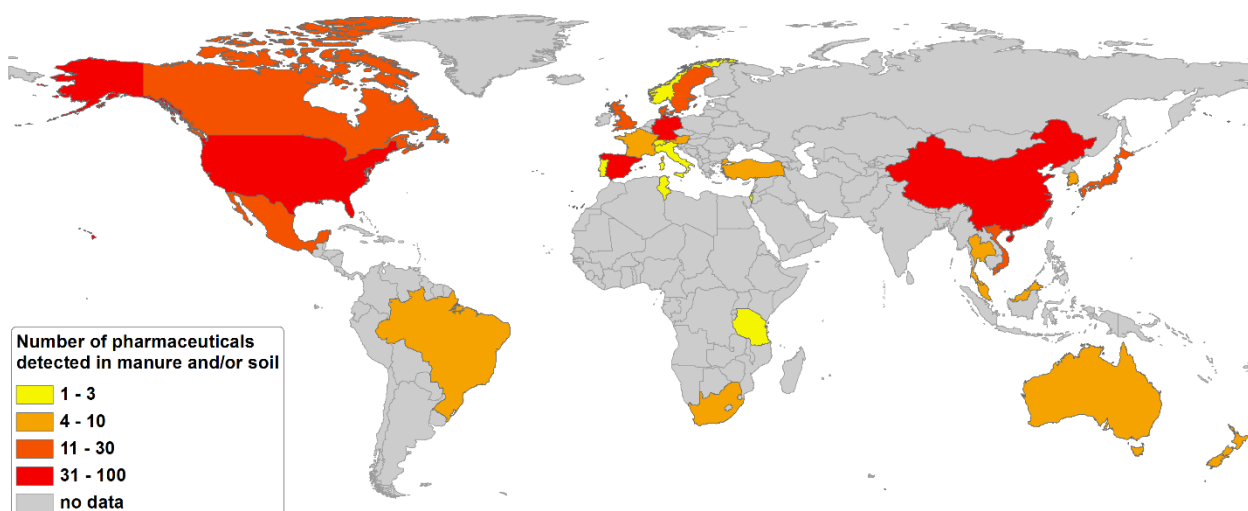 Number of pharmaceuticals
detected in manure and/or soil
1 - 3
4 - 10
11 - 30
31 - 100
no data